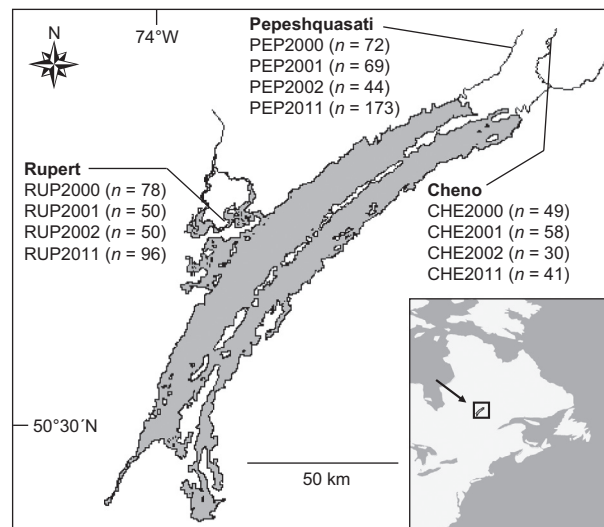 N
74°W
Pepeshquasati
PEP2000 (n = 72)
PEP2001 (n = 69)
PEP2002 (n = 44)
PEP2011 (n = 173)
Rupert
RUP2000 (n = 78)
RUP2001 (n = 50)
RUP2002 (n = 50)
RUP2011 (n = 96)
Cheno
CHE2000 (n = 49)
CHE2001 (n = 58)
CHE2002 (n = 30)
CHE2011 (n = 41)
50°30´N
50 km